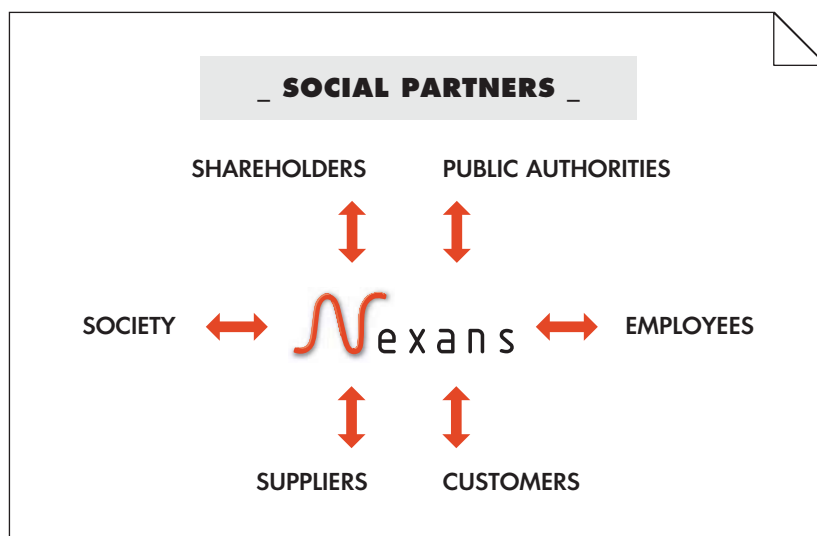 _ SOCIAL PARTNERS _
SHAREHOLDERS
PUBLIC AUTHORITIES
SOCIETY
Nexans
EMPLOYEES
SUPPLIERS
CUSTOMERS